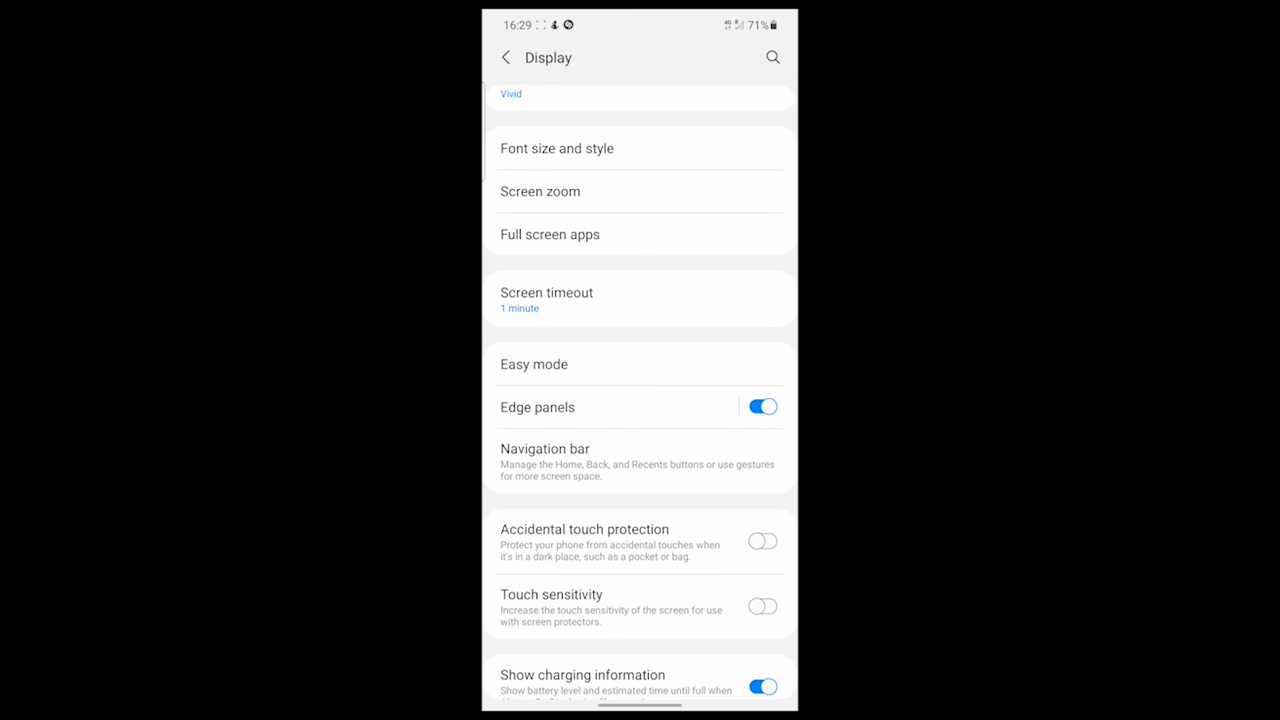 16:29 71%
Display
Vivid
Font size and style
Screen zoom
Full screen apps
Screen timeout
1 minute
Easy mode
Edge panels
Navigation bar
Manage the Home, Back, and Recents buttons or use gestures
for more screen space.
Accidental touch protection
Protect your phone from accidental touches when
it's in a dark place, such as a pocket or bag.
Touch sensitivity
Increase the touch sensitivity of the screen for use
with screen protectors.
Show charging information
Show battery level and estimated time until full when